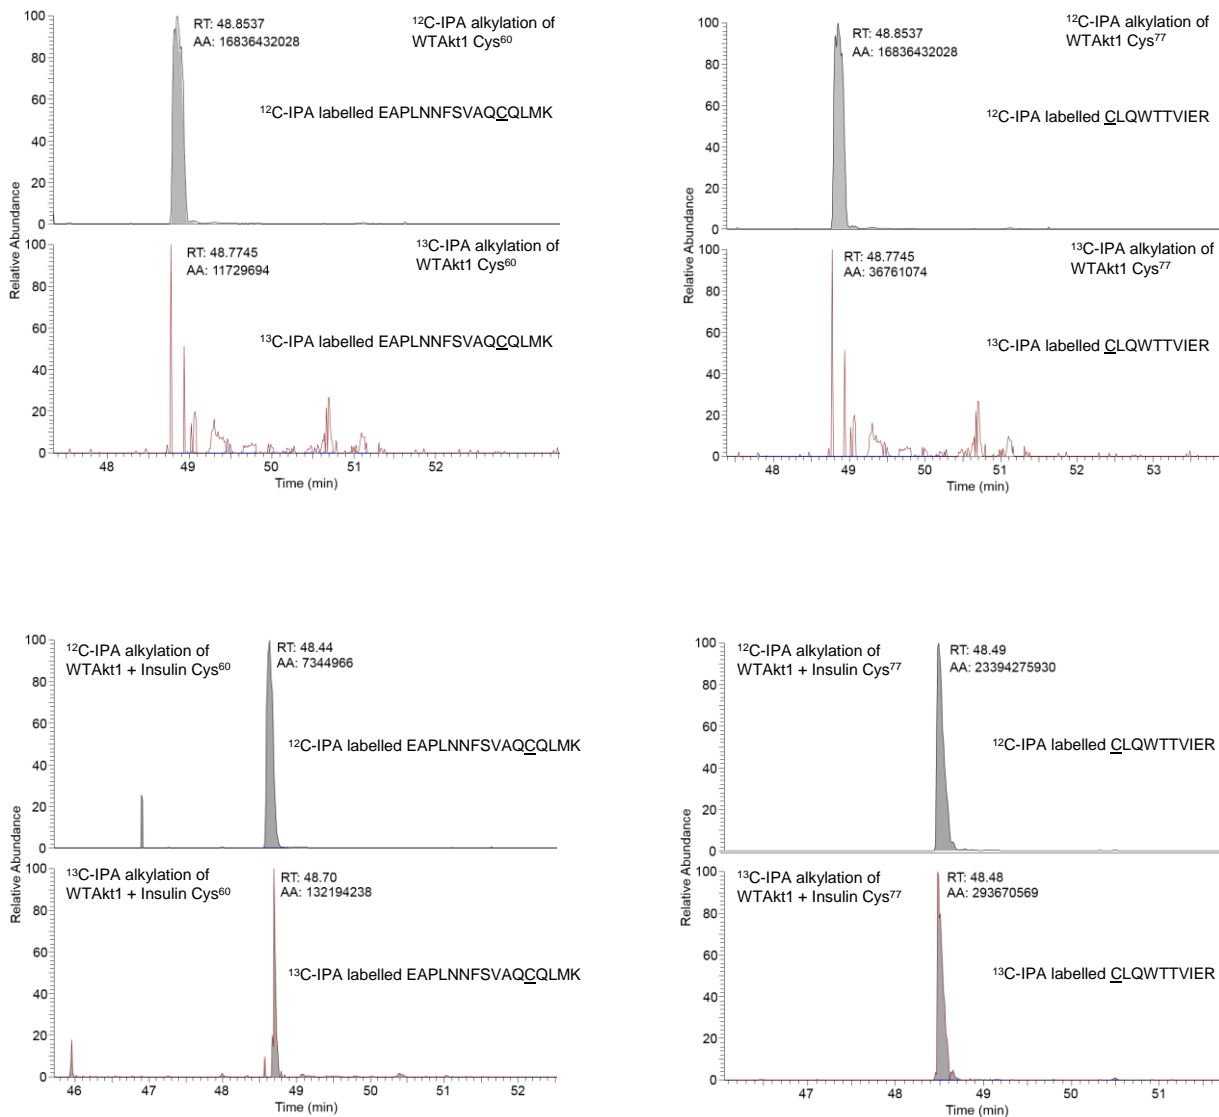 RT: 48.8537
AA: 16836432028
¹²C-IPA alkylation of
WTAkt1 Cys⁶⁰
¹²C-IPA labelled EAPLNNFSVAQCQLMK
100
80
60
40
20
0
Relative Abundance
RT: 48.7745
AA: 11729694
¹³C-IPA alkylation of
WTAkt1 Cys⁶⁰
¹³C-IPA labelled EAPLNNFSVAQCQLMK
100
80
60
40
20
0
48 49 50 51 52
Time (min)
RT: 48.8537
AA: 16836432028
¹²C-IPA alkylation of
WTAkt1 Cys⁷⁷
¹²C-IPA labelled CLQWTTVIER
100
80
60
40
20
0
Relative Abundance
RT: 48.7745
AA: 36761074
¹³C-IPA alkylation of
WTAkt1 Cys⁷⁷
¹³C-IPA labelled CLQWTTVIER
100
80
60
40
20
0
48 49 50 51 52 53
Time (min)
¹²C-IPA alkylation of
WTAkt1 + Insulin Cys⁶⁰
RT: 48.44
AA: 7344966
¹²C-IPA labelled EAPLNNFSVAQCQLMK
100
80
60
40
20
0
Relative Abundance
¹³C-IPA alkylation of
WTAkt1 + Insulin Cys⁶⁰
RT: 48.70
AA: 132194238
¹³C-IPA labelled EAPLNNFSVAQCQLMK
100
80
60
40
20
0
46 47 48 49 50 51 52
Time (min)
¹²C-IPA alkylation of
WTAkt1 + Insulin Cys⁷⁷
RT: 48.49
AA: 23394275930
¹²C-IPA labelled CLQWTTVIER
100
80
60
40
20
0
Relative Abundance
¹³C-IPA alkylation of
WTAkt1 + Insulin Cys⁷⁷
RT: 48.48
AA: 293670569
¹³C-IPA labelled CLQWTTVIER
100
80
60
40
20
0
47 48 49 50 51
Time (min)